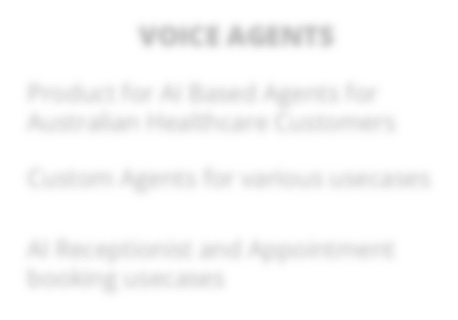 VOICE AGENTS
Product for AI Based Agents for
Australian Healthcare Customers
Custom Agents for various usecases
AI Receptionist and Appointment
booking usecases